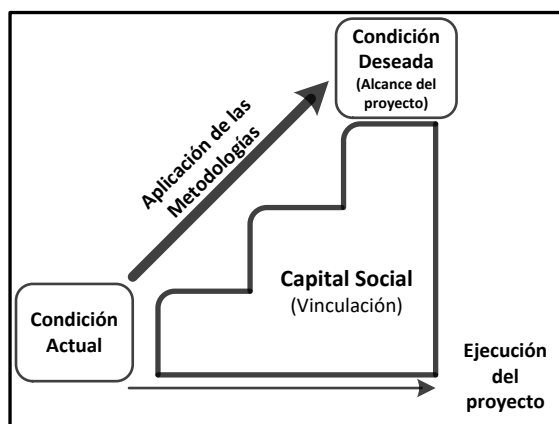 Condición
Deseada
(Alcance del
proyecto)
Aplicación de las
Metodologías
Capital Social
(Vinculación)
Condición
Actual
Ejecución
del
proyecto